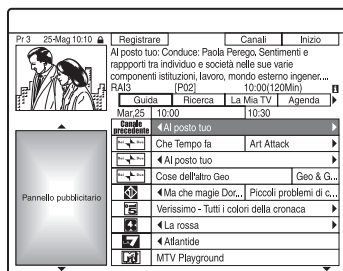 Pr 3 25-Mag 10:10 Registrare Canali Inizio
Al posto tuo: Conduce: Paola Perego. Sentimenti e
rapporti tra individuo e società nelle sue varie
componenti istituzioni, lavoro, mondo esterno ingener....
RAI3 [P02] 10:00(120Min)
Guida Ricerca La Mia TV Agenda
Mar,25 10:00 10:30
Canale
precedente
Al posto tuo
Che Tempo fa Art Attack
Al posto tuo
Cose dell'altro Geo Geo & G...
Pannello pubblicitario
Ma che magie Dor... Piccoli problemi di c...
5 Verissimo - Tutti i colori della cronaca
4 La rossa
7 Atlantide
MTV Playground